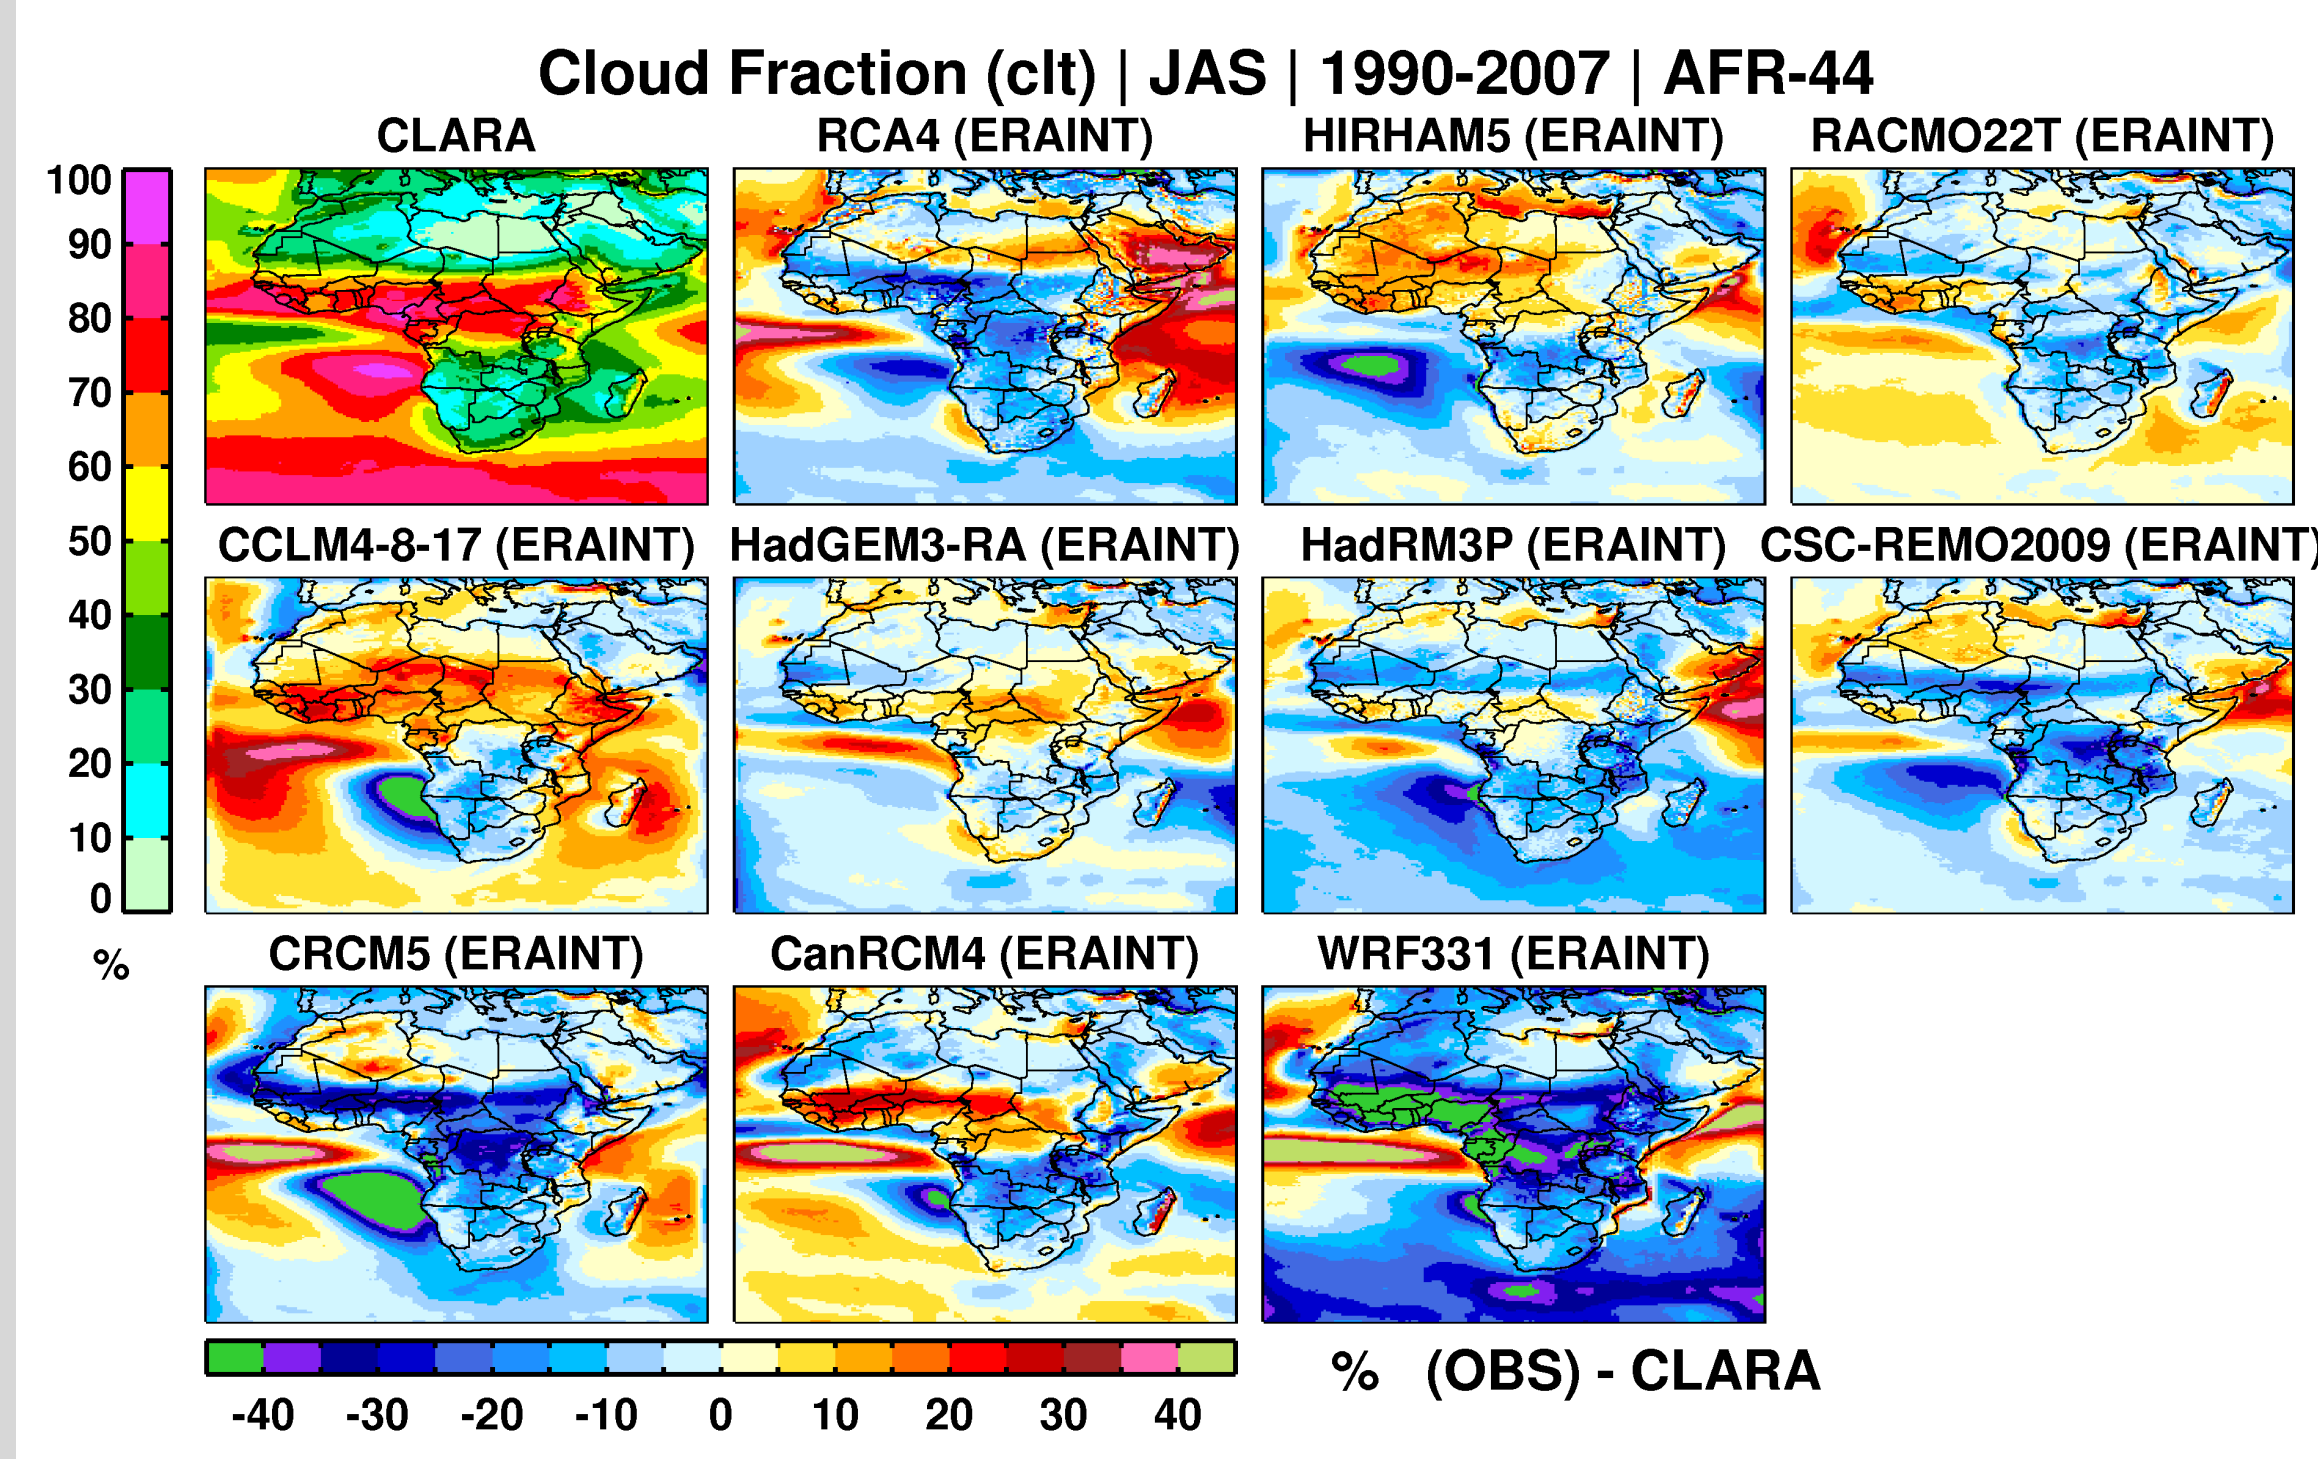 Cloud Fraction (clt) | JAS | 1990-2007 | AFR-44
CLARA
RCA4 (ERAINT)
HIRHAM5 (ERAINT)
RACMO22T (ERAINT)
100
90
80
70
60
50
40
30
20
10
0
%
CCLM4-8-17 (ERAINT)
HadGEM3-RA (ERAINT)
HadRM3P (ERAINT)
CSC-REMO2009 (ERAINT)
CRCM5 (ERAINT)
CanRCM4 (ERAINT)
WRF331 (ERAINT)
-40 -30 -20 -10 0 10 20 30 40
% (OBS) - CLARA